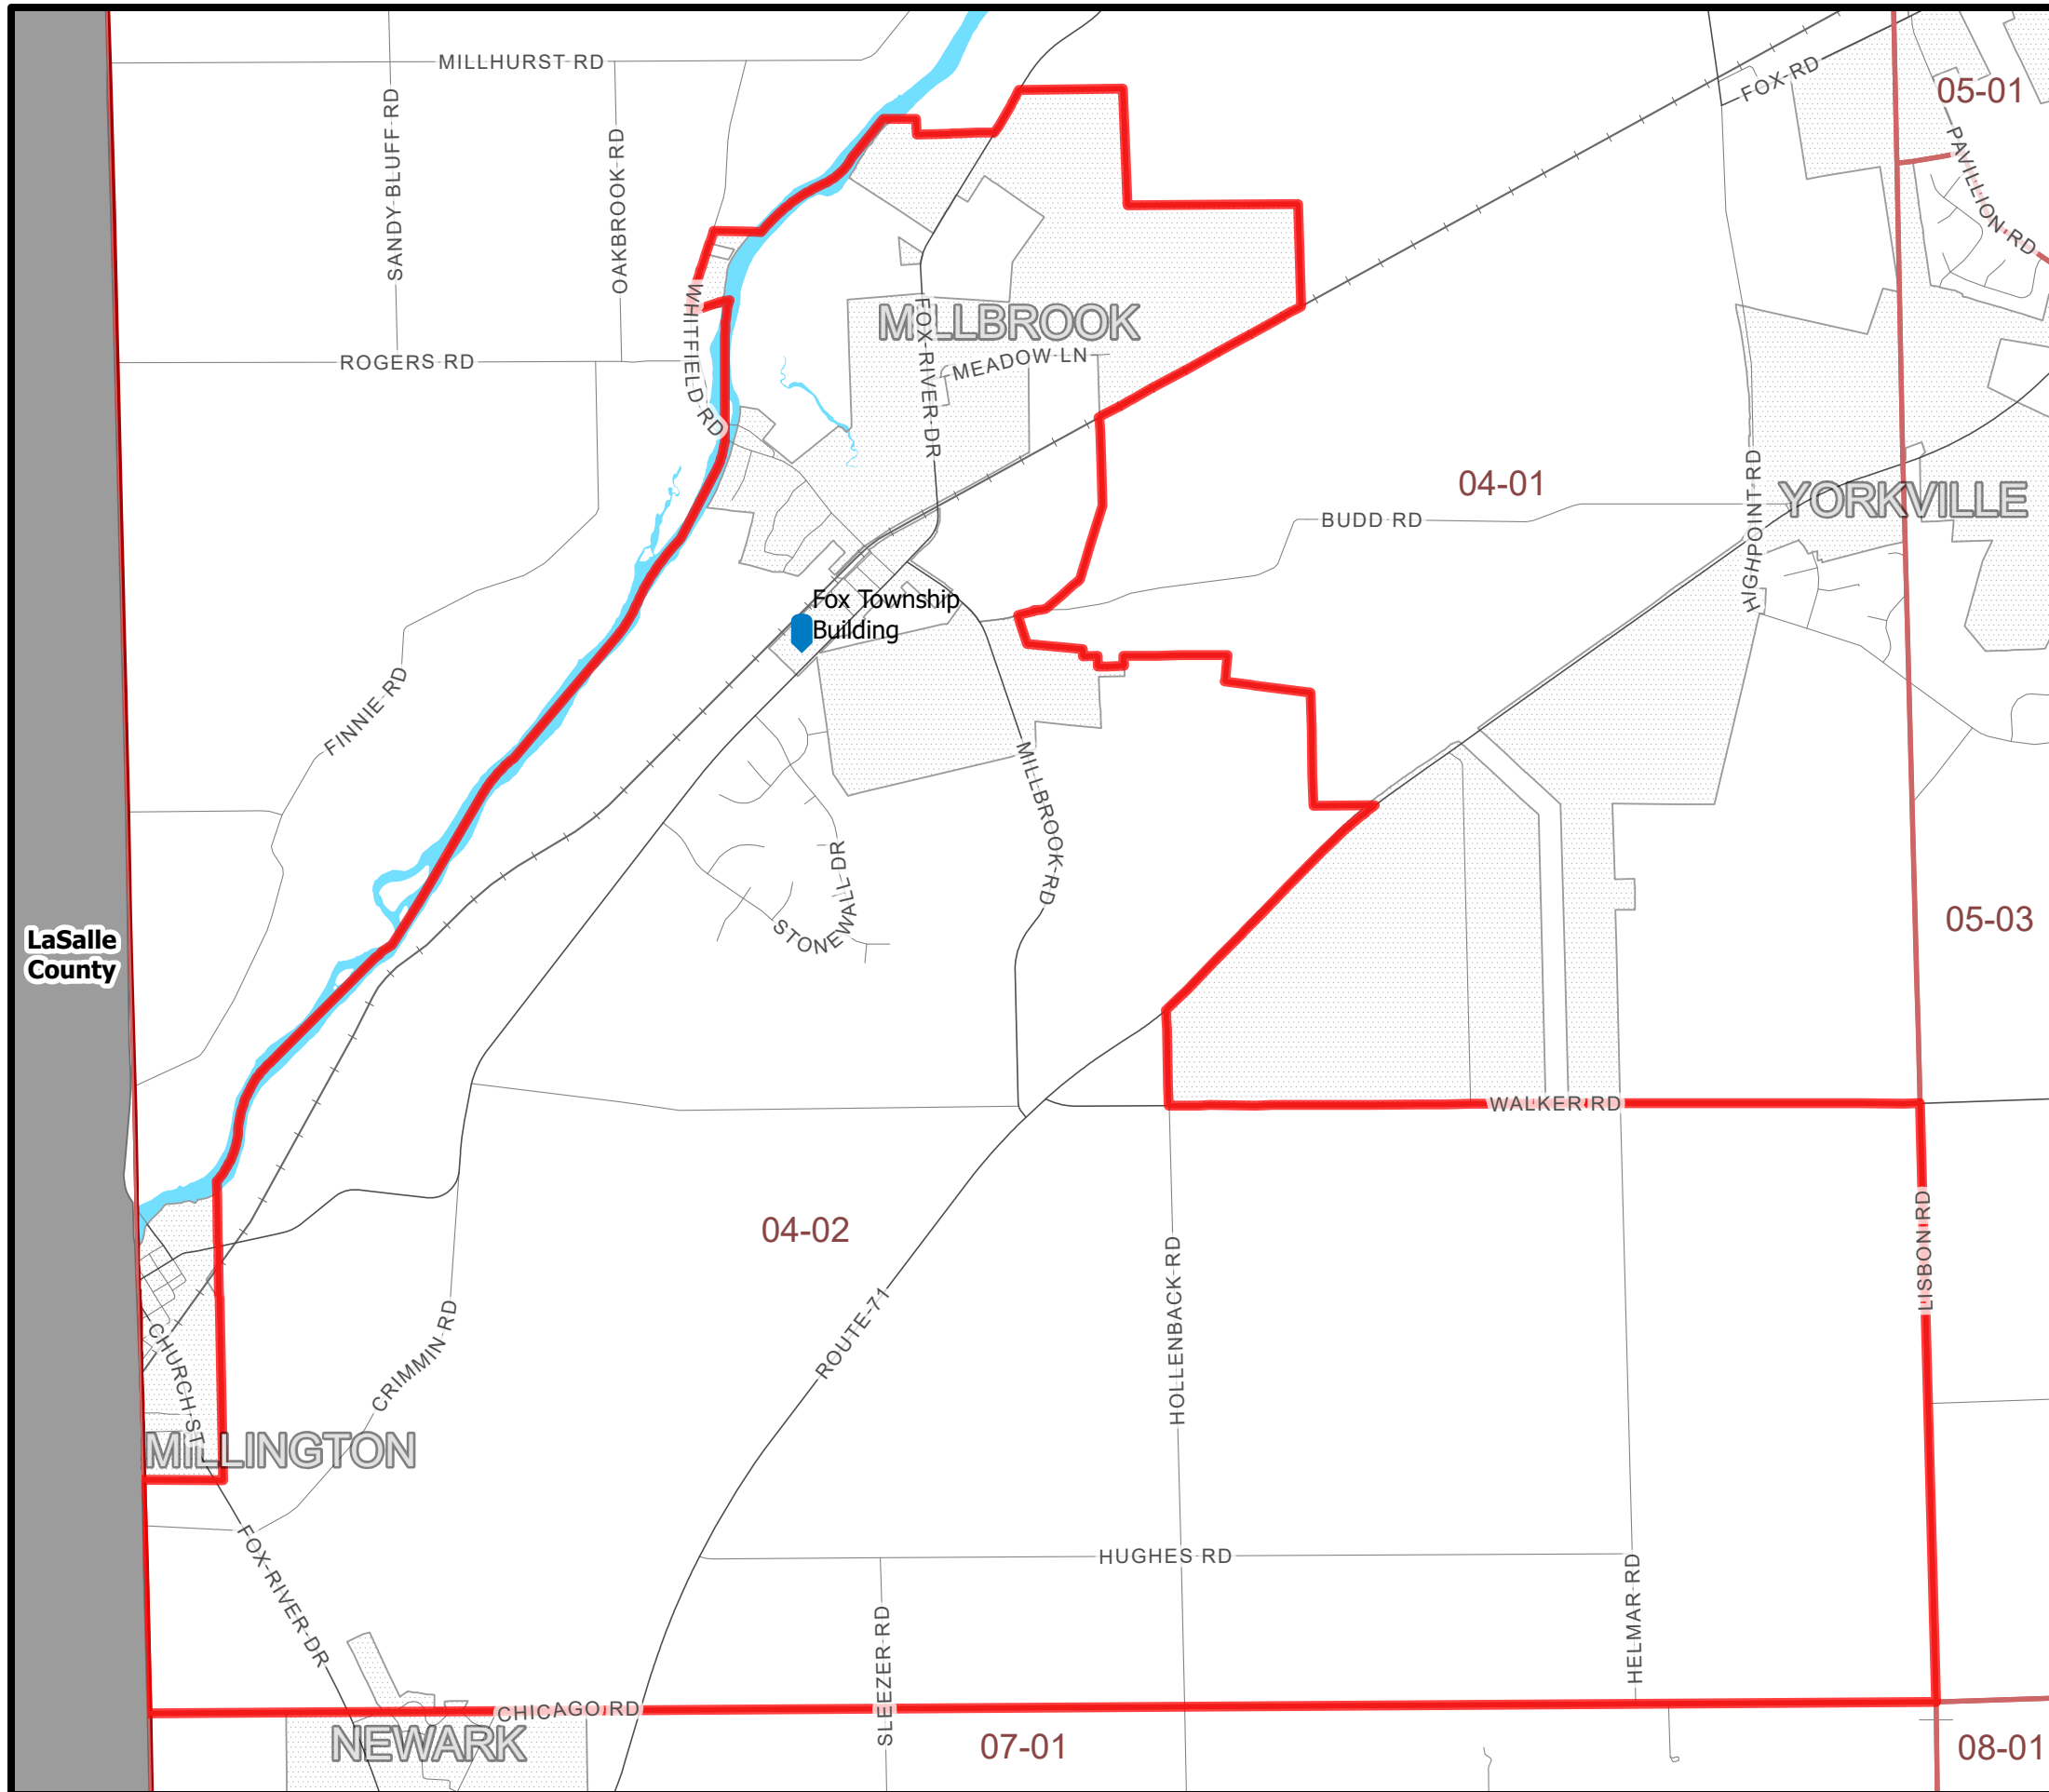 MILLHURST RD
SANDY BLUFF RD
OAKBROOK RD
FOX RD
05-01
PAVILLION RD
WHITFIELD RD
MILLBROOK
FOX RIVER DR
MEADOW LN
ROGERS RD
04-01
BUDD RD
HIGHPOINT RD
YORKVILLE
Fox Township
Building
FINNIE RD
MILLBROOK RD
STONEWALL DR
LaSalle
County
05-03
WALKER RD
04-02
LISBON RD
HOLLENBACK RD
ROUTE 71
CRIMMIN RD
CHURCH ST
MILLINGTON
FOX RIVER DR
HUGHES RD
SLEEZER RD
HELMAR RD
CHICAGO RD
NEWARK
07-01
08-01